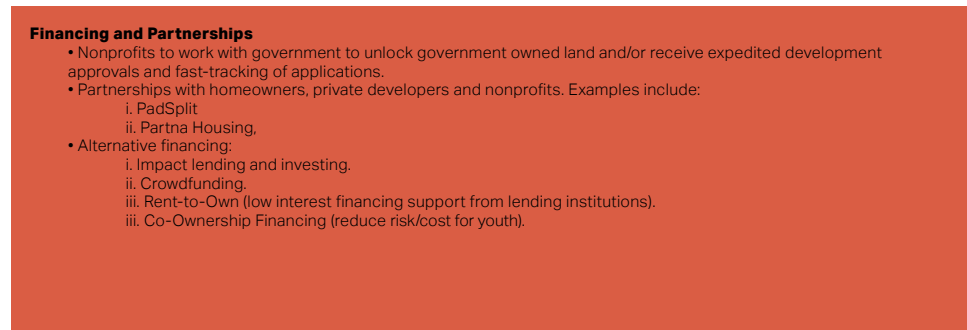 Financing and Partnerships
• Nonprofits to work with government to unlock government owned land and/or receive expedited development
approvals and fast-tracking of applications.
• Partnerships with homeowners, private developers and nonprofits. Examples include:
i. PadSplit
ii. Partna Housing,
• Alternative financing:
i. Impact lending and investing.
ii. Crowdfunding.
iii. Rent-to-Own (low interest financing support from lending institutions).
iii. Co-Ownership Financing (reduce risk/cost for youth).